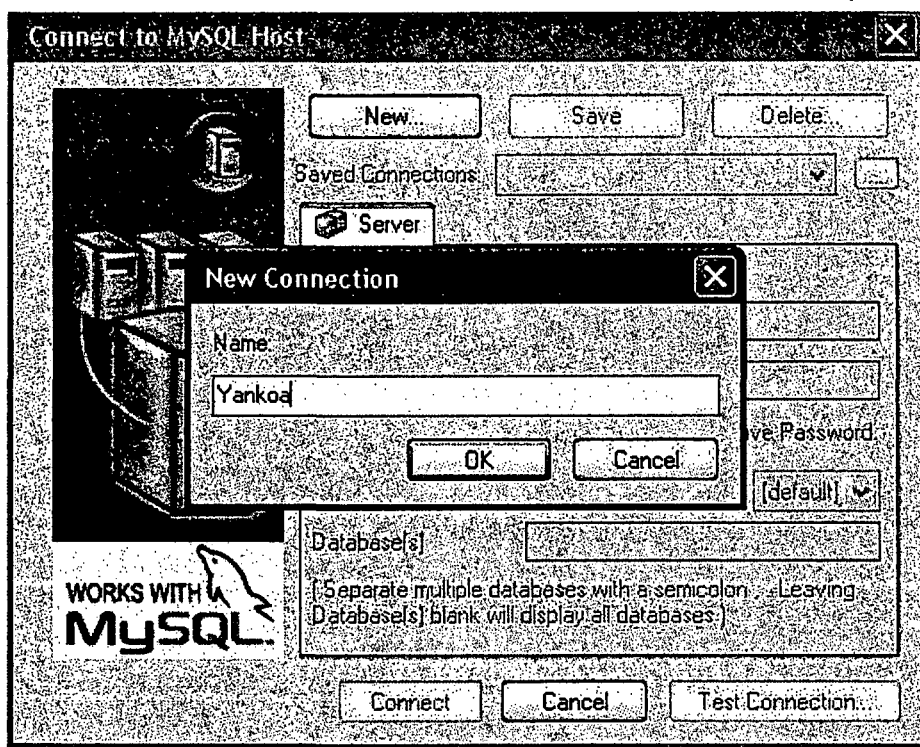 Connect to MySQL Host
New... Save Delete...
Saved Connections
Server
New Connection
Name
Yankoa
OK Cancel
ve Password
(default)
Database(s)
(Separate multiple databases with a semicolon Leaving
Database(s) blank will display all databases)
WORKS WITH
MySQL
Connect Cancel Test Connection...